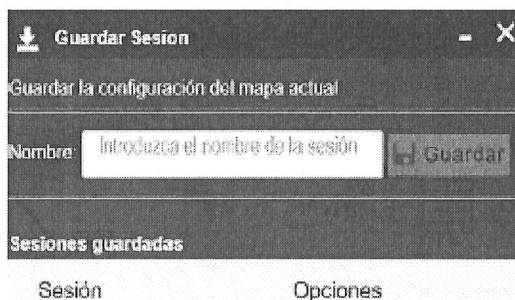 Guardar Sesion
Guardar la configuración del mapa actual
Nombre: Introduzca el nombre de la sesión Guardar
Sesiones guardadas
Sesión Opciones